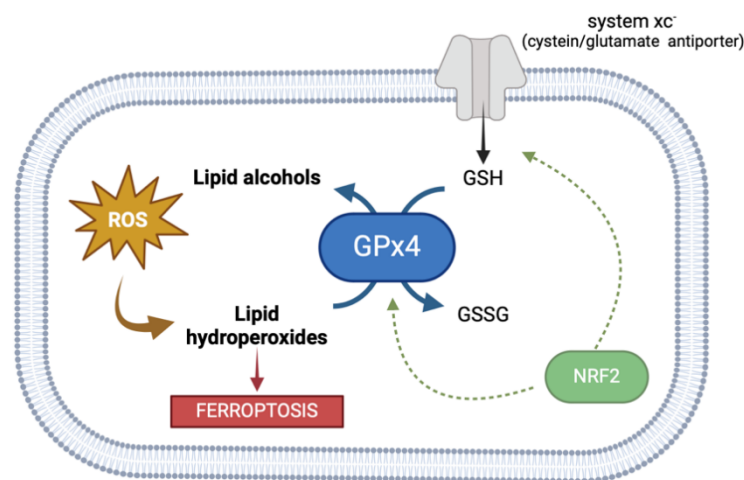 system xc⁻
(cystein/glutamate antiporter)
Lipid alcohols
GSH
ROS
GPx4
Lipid
hydroperoxides
GSSG
NRF2
FERROPTOSIS